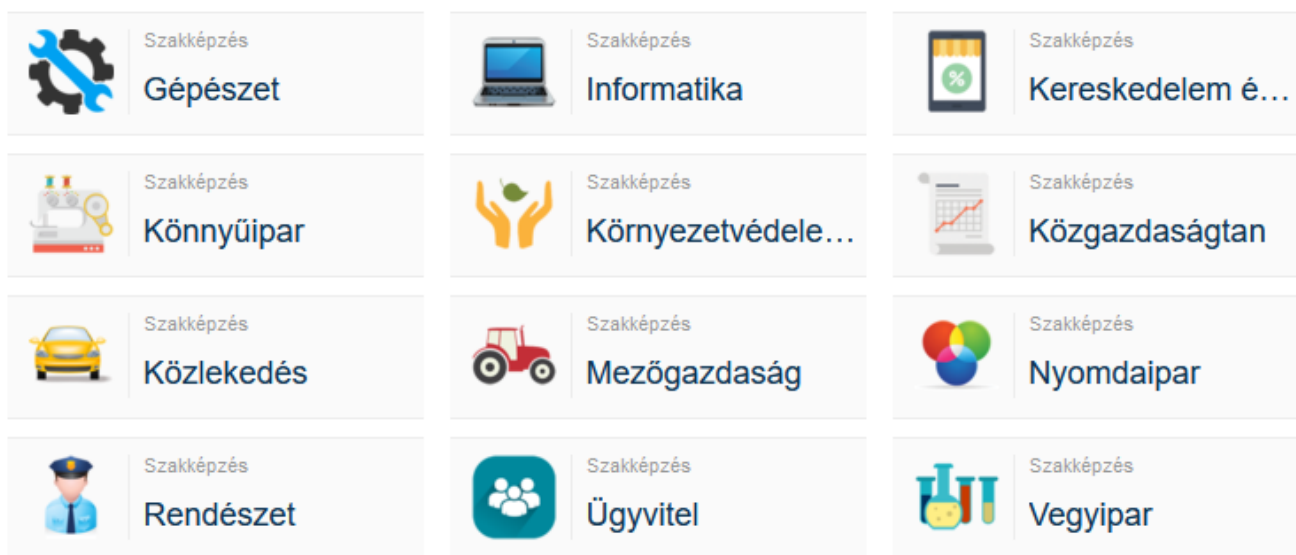 Szakképzés
Gépészet
Szakképzés
Informatika
Szakképzés
Kereskedelem é...
Szakképzés
Könnyűipar
Szakképzés
Környezetvédele...
Szakképzés
Közgazdaságtan
Szakképzés
Közlekedés
Szakképzés
Mezőgazdaság
Szakképzés
Nyomdaipar
Szakképzés
Rendészet
Szakképzés
Ügyvitel
Szakképzés
Vegyipar
%